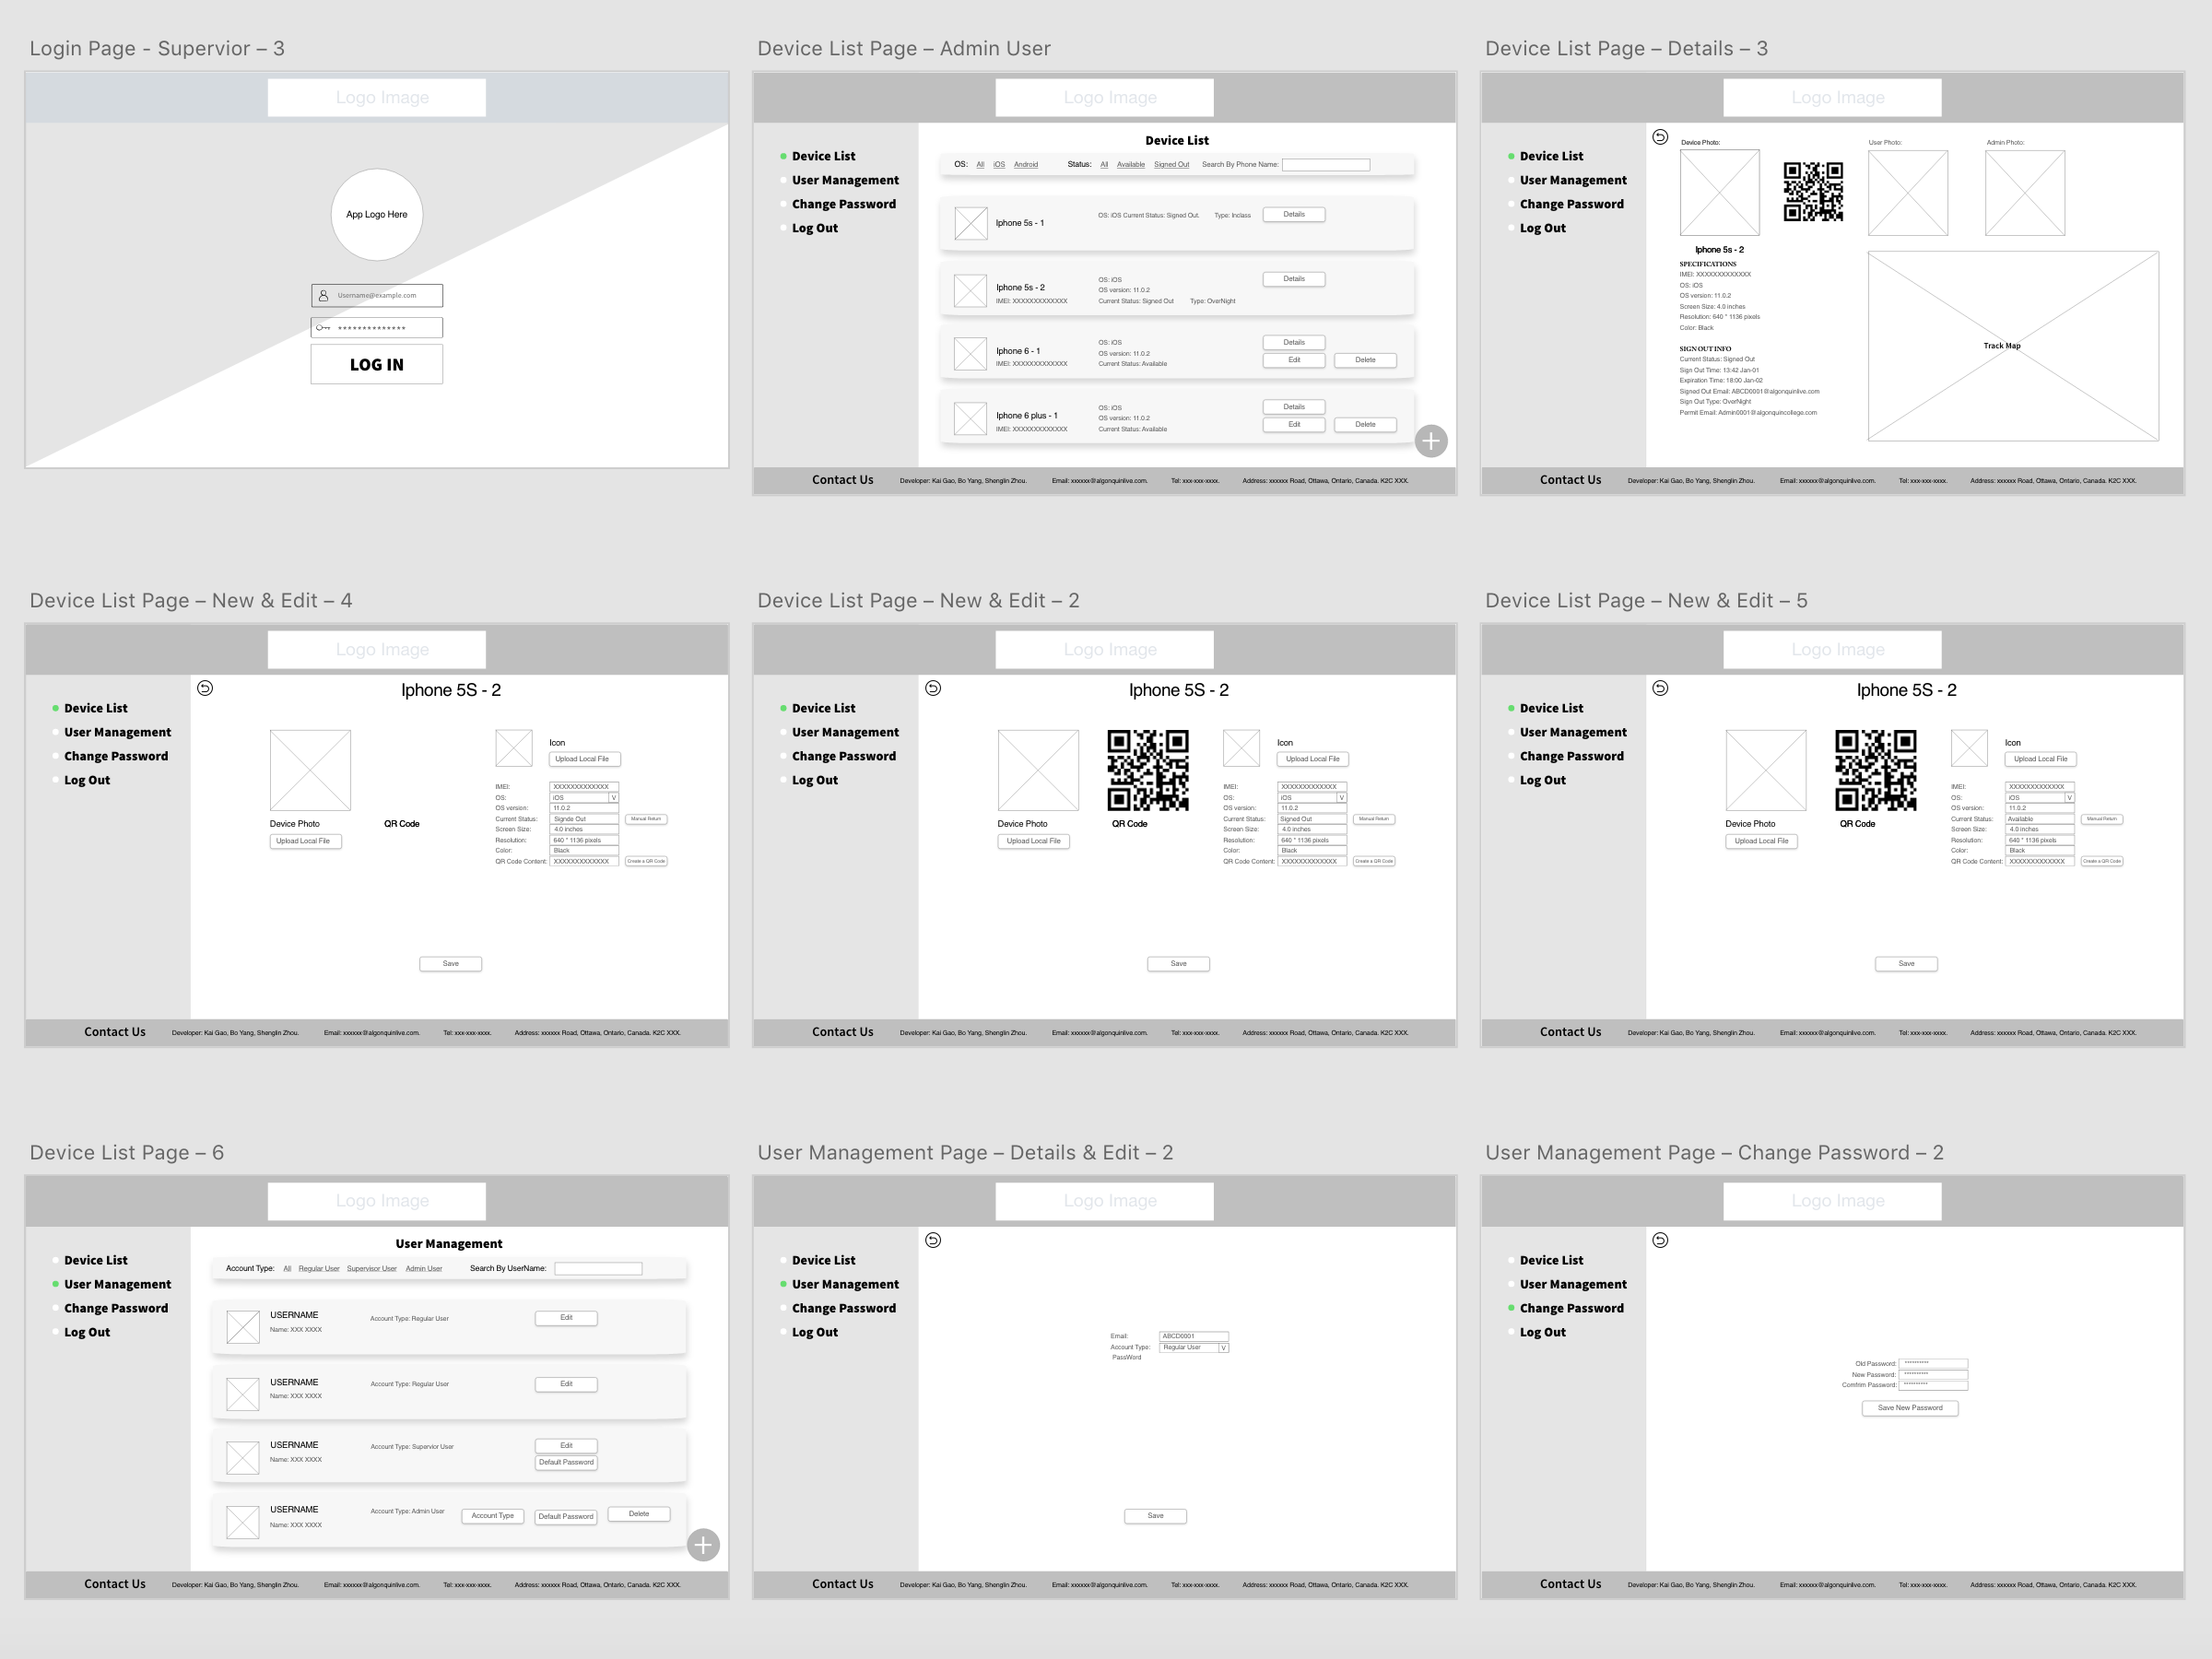 Login Page - Supervior – 3
Logo Image
App Logo Here
Username@example.com
**************
LOG IN
Device List Page – Admin User
Logo Image
Device List
User Management
Change Password
Log Out
Device List
OS: All iOS Android Status: All Available Signed Out Search By Phone Name:
Iphone 5s - 1
OS: iOS Current Status: Signed Out. Type: Inclass
Details
Iphone 5s - 2
IMEI: XXXXXXXXXXXXX
OS: iOS
OS version: 11.0.2
Current Status: Signed Out Type: OverNight
Details
Iphone 6 - 1
IMEI: XXXXXXXXXXXXX
OS: iOS
OS version: 11.0.2
Current Status: Available
Details
Edit Delete
Iphone 6 plus - 1
IMEI: XXXXXXXXXXXXX
OS: iOS
OS version: 11.0.2
Current Status: Available
Details
Edit Delete
Contact Us Developer: Kai Gao, Bo Yang, Shenglin Zhou. Email: xxxxxx@algonquinlive.com. Tel: xxx-xxx-xxxx. Address: xxxxxx Road, Ottawa, Ontario, Canada. K2C XXX.
Device List Page – Details – 3
Logo Image
Device List
User Management
Change Password
Log Out
Device Photo: User Photo: Admin Photo:
Iphone 5s - 2
SPECIFICATIONS
IMEI: XXXXXXXXXXXXX
OS: iOS
OS version: 11.0.2
Screen Size: 4.0 inches
Resolution: 640 * 1136 pixels
Color: Black
SIGN OUT INFO
Current Status: Signed Out
Sign Out Time: 13:42 Jan-01
Expiration Time: 18:00 Jan-02
Signed Out Email: ABCD0001@algonquinlive.com
Sign Out Type: OverNight
Permit Email: Admin0001@algonquincollege.com
Track Map
Contact Us Developer: Kai Gao, Bo Yang, Shenglin Zhou. Email: xxxxxx@algonquinlive.com. Tel: xxx-xxx-xxxx. Address: xxxxxx Road, Ottawa, Ontario, Canada. K2C XXX.
Device List Page – New & Edit – 4
Logo Image
Device List
User Management
Change Password
Log Out
Iphone 5S - 2
Device Photo
Upload Local File
QR Code
Icon
Upload Local File
IMEI: XXXXXXXXXXXXX
OS: iOS V
OS version: 11.0.2
Current Status: Signde Out Manual Return
Screen Size: 4.0 inches
Resolution: 640 * 1136 pixels
Color: Black
QR Code Content: XXXXXXXXXXXXX Create a QR Code
Save
Contact Us Developer: Kai Gao, Bo Yang, Shenglin Zhou. Email: xxxxxx@algonquinlive.com. Tel: xxx-xxx-xxxx. Address: xxxxxx Road, Ottawa, Ontario, Canada. K2C XXX.
Device List Page – New & Edit – 2
Logo Image
Device List
User Management
Change Password
Log Out
Iphone 5S - 2
Device Photo
Upload Local File
QR Code
Icon
Upload Local File
IMEI: XXXXXXXXXXXXX
OS: iOS V
OS version: 11.0.2
Current Status: Signed Out Manual Return
Screen Size: 4.0 inches
Resolution: 640 * 1136 pixels
Color: Black
QR Code Content: XXXXXXXXXXXXX Create a QR Code
Save
Contact Us Developer: Kai Gao, Bo Yang, Shenglin Zhou. Email: xxxxxx@algonquinlive.com. Tel: xxx-xxx-xxxx. Address: xxxxxx Road, Ottawa, Ontario, Canada. K2C XXX.
Device List Page – New & Edit – 5
Logo Image
Device List
User Management
Change Password
Log Out
Iphone 5S - 2
Device Photo
Upload Local File
QR Code
Icon
Upload Local File
IMEI: XXXXXXXXXXXXX
OS: iOS V
OS version: 11.0.2
Current Status: Available Manual Return
Screen Size: 4.0 inches
Resolution: 640 * 1136 pixels
Color: Black
QR Code Content: XXXXXXXXXXXXX Create a QR Code
Save
Contact Us Developer: Kai Gao, Bo Yang, Shenglin Zhou. Email: xxxxxx@algonquinlive.com. Tel: xxx-xxx-xxxx. Address: xxxxxx Road, Ottawa, Ontario, Canada. K2C XXX.
Device List Page – 6
Logo Image
Device List
User Management
Change Password
Log Out
User Management
Account Type: All Regular User Supervisor User Admin User Search By UserName:
USERNAME
Name: XXX XXXX
Account Type: Regular User
Edit
USERNAME
Name: XXX XXXX
Account Type: Regular User
Edit
USERNAME
Name: XXX XXXX
Account Type: Supervior User
Edit
Default Password
USERNAME
Name: XXX XXXX
Account Type: Admin User
Account Type Default Password Delete
Contact Us Developer: Kai Gao, Bo Yang, Shenglin Zhou. Email: xxxxxx@algonquinlive.com. Tel: xxx-xxx-xxxx. Address: xxxxxx Road, Ottawa, Ontario, Canada. K2C XXX.
User Management Page – Details & Edit – 2
Logo Image
Device List
User Management
Change Password
Log Out
Email: ABCD0001
Account Type: Regular User V
PassWord
Save
Contact Us Developer: Kai Gao, Bo Yang, Shenglin Zhou. Email: xxxxxx@algonquinlive.com. Tel: xxx-xxx-xxxx. Address: xxxxxx Road, Ottawa, Ontario, Canada. K2C XXX.
User Management Page – Change Password – 2
Logo Image
Device List
User Management
Change Password
Log Out
Old Password: **********
New Password: **********
Comfrim Password: **********
Save New Password
Contact Us Developer: Kai Gao, Bo Yang, Shenglin Zhou. Email: xxxxxx@algonquinlive.com. Tel: xxx-xxx-xxxx. Address: xxxxxx Road, Ottawa, Ontario, Canada. K2C XXX.